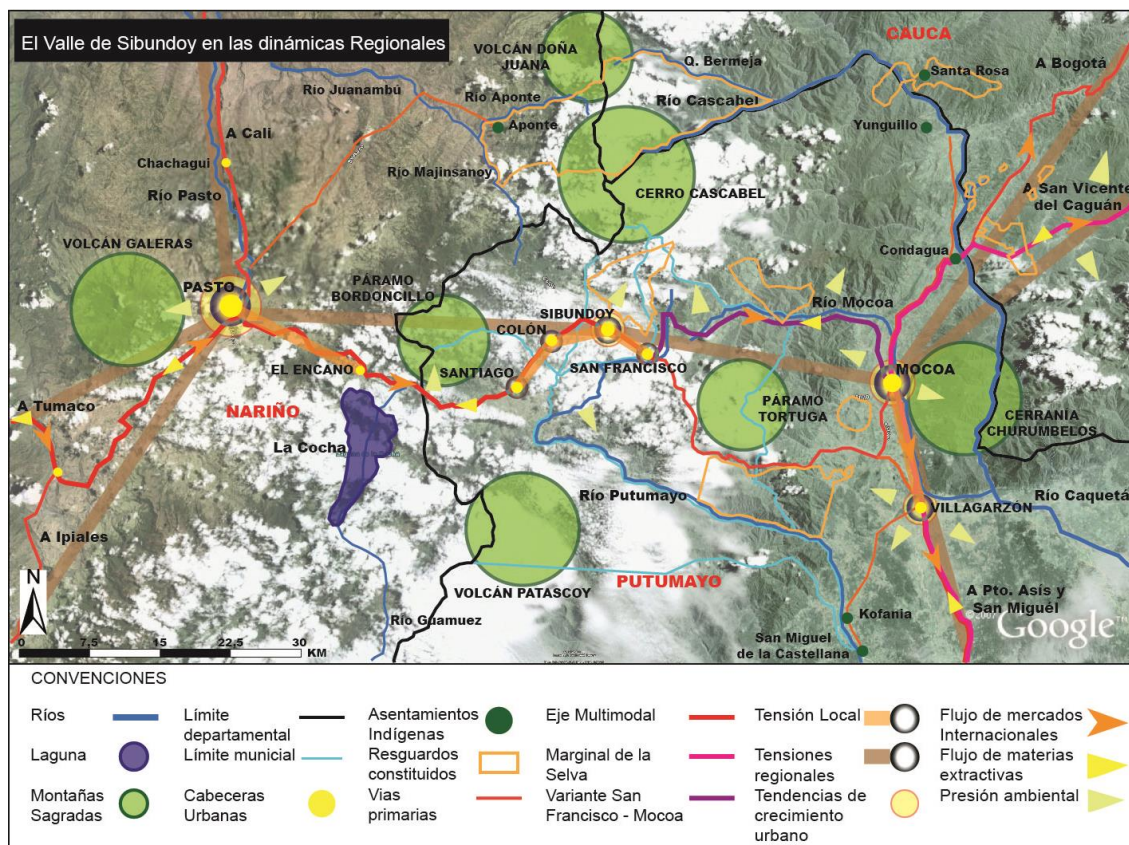 El Valle de Sibundoy en las dinámicas Regionales
VOLCÁN DOÑA
JUANA
CAUCA
Q. Bermeja
Santa Rosa
A Bogotá
Río Juanambú
Río Aponte
Río Cascabel
A Cali
Aponte
Yunguillo
Chachagui
Río Majinsanoy
Río Pasto
CERRO CASCABEL
A San Vicente
del Caguán
VOLCÁN GALERAS
Condagua
PASTO
PÁRAMO
BORDONCILLO
SIBUNDOY
Río Mocoa
COLÓN
EL ENCANO
SANTIAGO
SAN FRANCISCO
MOCOA
A Tumaco
NARIÑO
PÁRAMO
TORTUGA
CERRANÍA
CHURUMBELOS
La Cocha
Río Putumayo
Río Caquetá
VILLAGARZÓN
A Ipiales
PUTUMAYO
VOLCÁN PATASCOY
A Pto. Asís y
San Miguél
N
Río Guamuez
Kofania
Google
0 7,5 15 22,5 30
KM
San Miguel
de la Castellana
CONVENCIONES
Ríos
Límite
departamental
Asentamientos
Indígenas
Eje Multimodal
Tensión Local
Flujo de mercados
Internacionales
Laguna
Límite municial
Resguardos
constituidos
Marginal de la
Selva
Tensiones
regionales
Flujo de materias
extractivas
Montañas
Sagradas
Cabeceras
Urbanas
Vias
primarias
Variante San
Francisco - Mocoa
Tendencias de
crecimiento
urbano
Presión ambiental